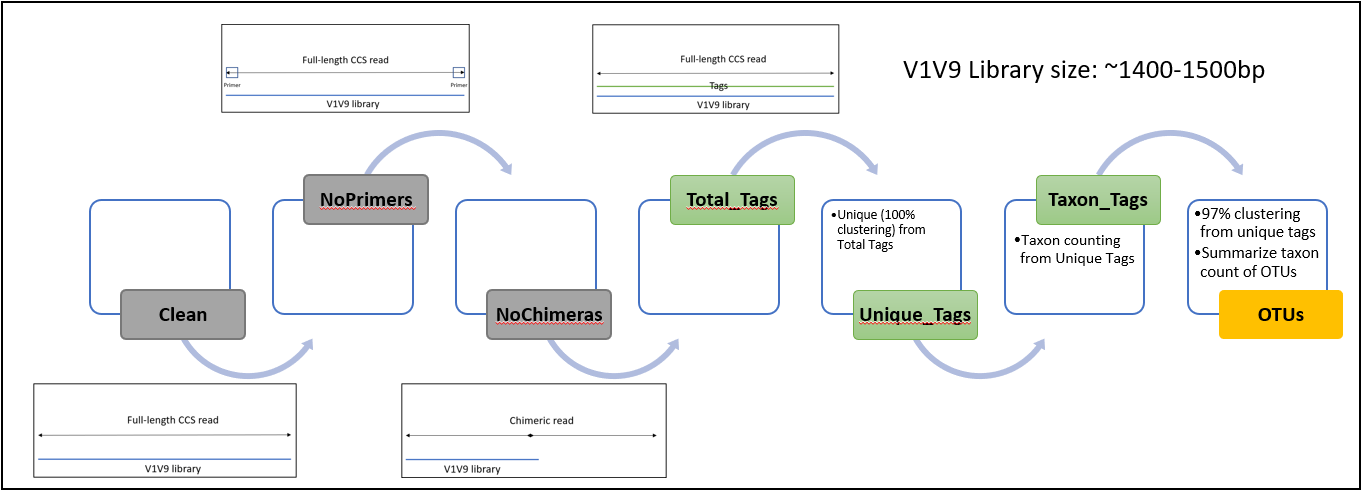 Full-length CCS read
Primer
Primer
V1V9 library
Full-length CCS read
Tags
V1V9 library
V1V9 Library size: ~1400-1500bp
NoPrimers
Total_Tags
Taxon_Tags
•Unique (100%
clustering) from
Total Tags
•Taxon counting
from Unique Tags
•97% clustering
from unique tags
•Summarize taxon
count of OTUs
Clean
NoChimeras
Unique_Tags
OTUs
Full-length CCS read
V1V9 library
Chimeric read
V1V9 library